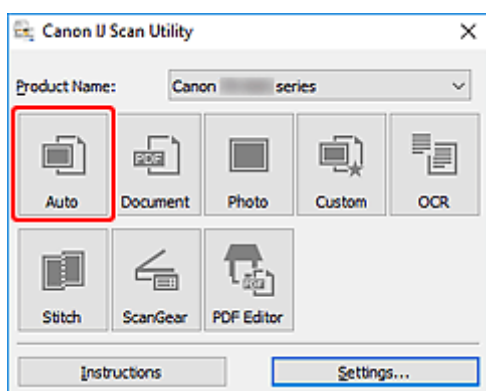 Canon IJ Scan Utility
Product Name: Canon series
Auto Document Photo Custom OCR
PDF
Stitch ScanGear PDF Editor
PDF
Instructions Settings...